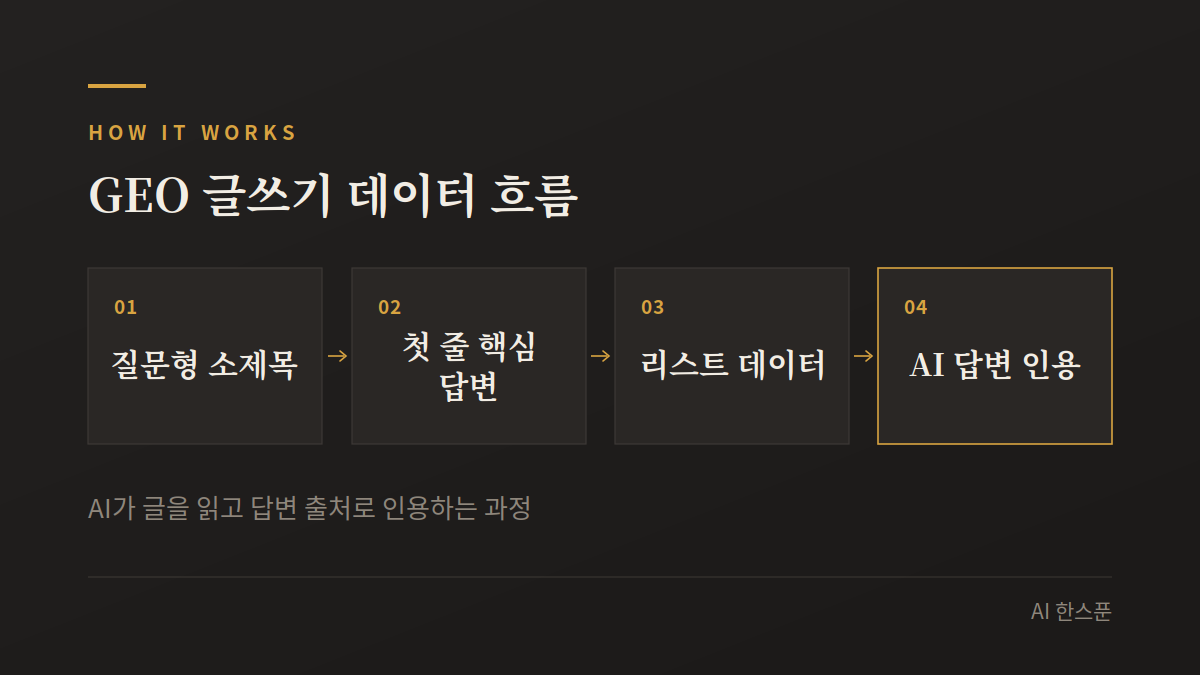 HOW IT WORKS
GEO 글쓰기 데이터 흐름
01
질문형 소제목
02
첫 줄 핵심
답변
03
리스트 데이터
04
AI 답변 인용
AI가 글을 읽고 답변 출처로 인용하는 과정
AI 한스푼